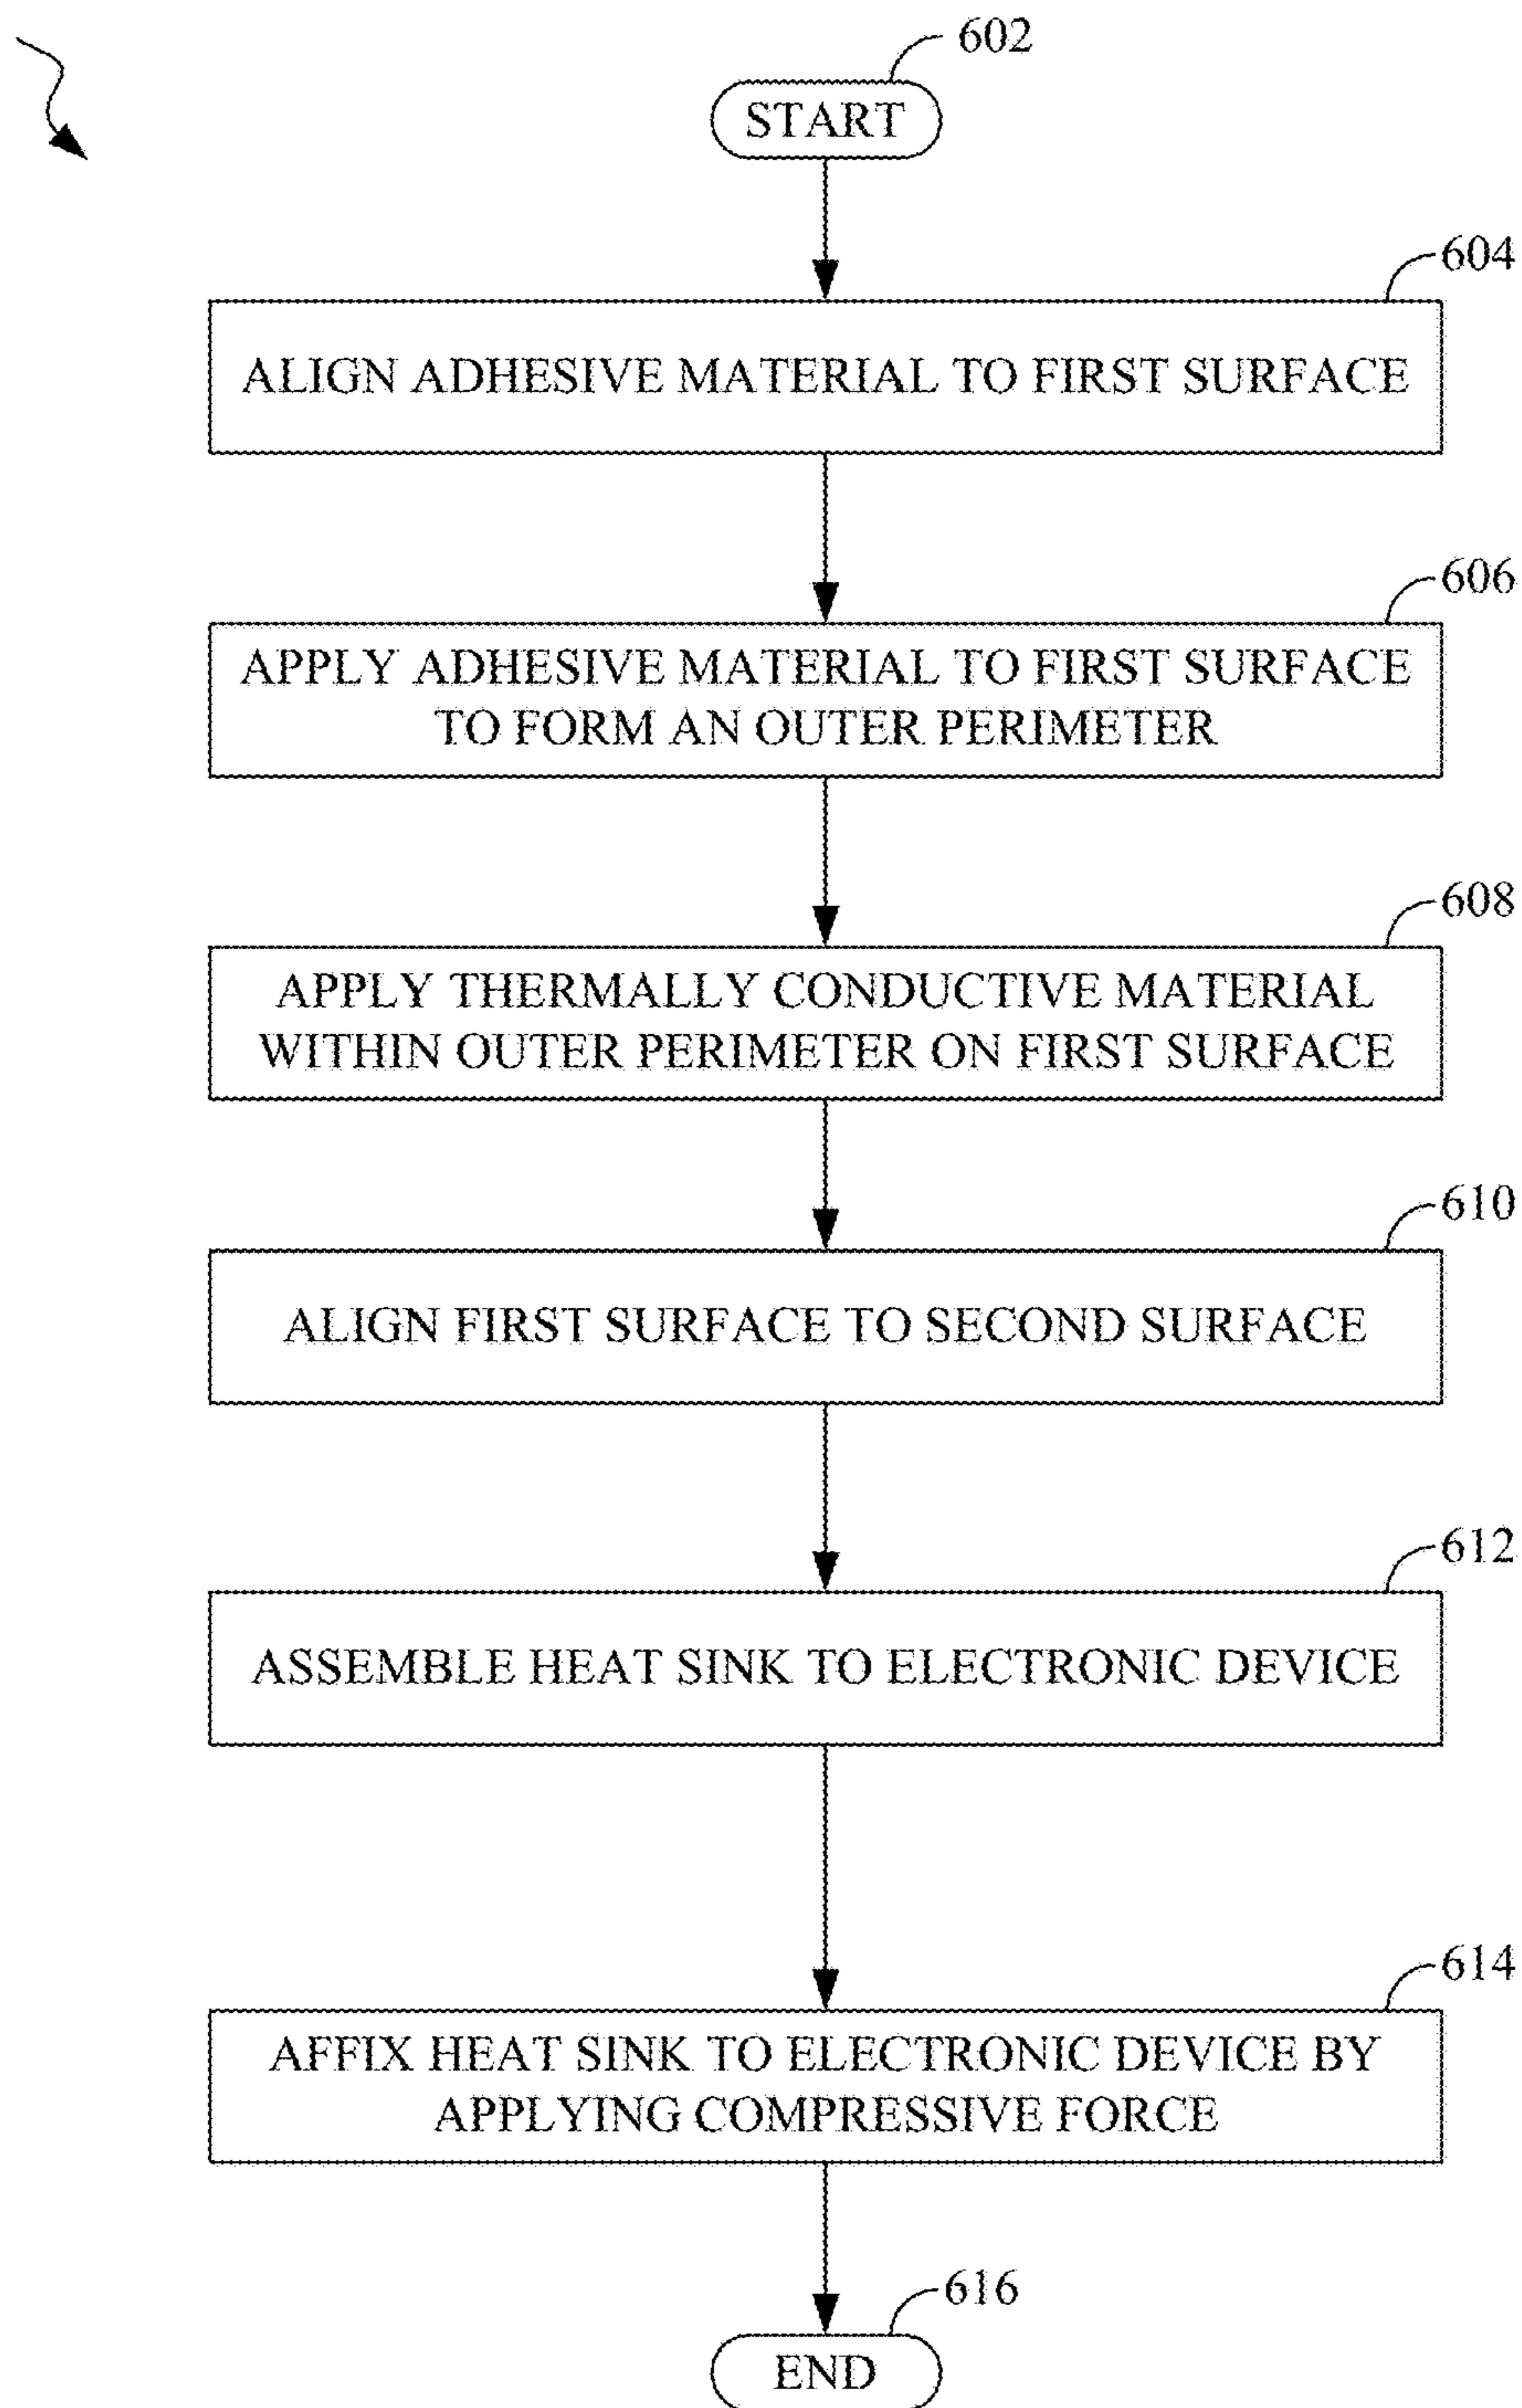 602
START
604
ALIGN ADHESIVE MATERIAL TO FIRST SURFACE
606
APPLY ADHESIVE MATERIAL TO FIRST SURFACE
TO FORM AN OUTER PERIMETER
608
APPLY THERMALLY CONDUCTIVE MATERIAL
WITHIN OUTER PERIMETER ON FIRST SURFACE
610
ALIGN FIRST SURFACE TO SECOND SURFACE
612
ASSEMBLE HEAT SINK TO ELECTRONIC DEVICE
614
AFFIX HEAT SINK TO ELECTRONIC DEVICE BY
APPLYING COMPRESSIVE FORCE
616
END